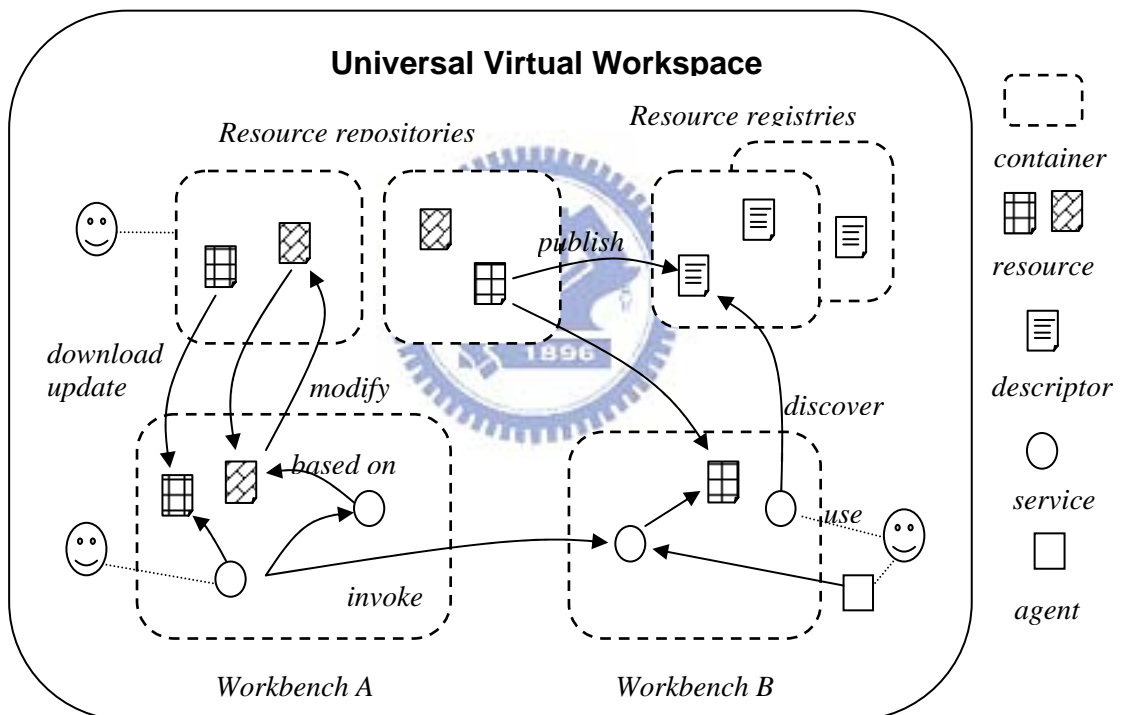 Universal Virtual Workspace
Resource repositories
Resource registries
container
publish
resource
download
update
modify
1896
descriptor
discover
based on
use
service
invoke
agent
Workbench A
Workbench B